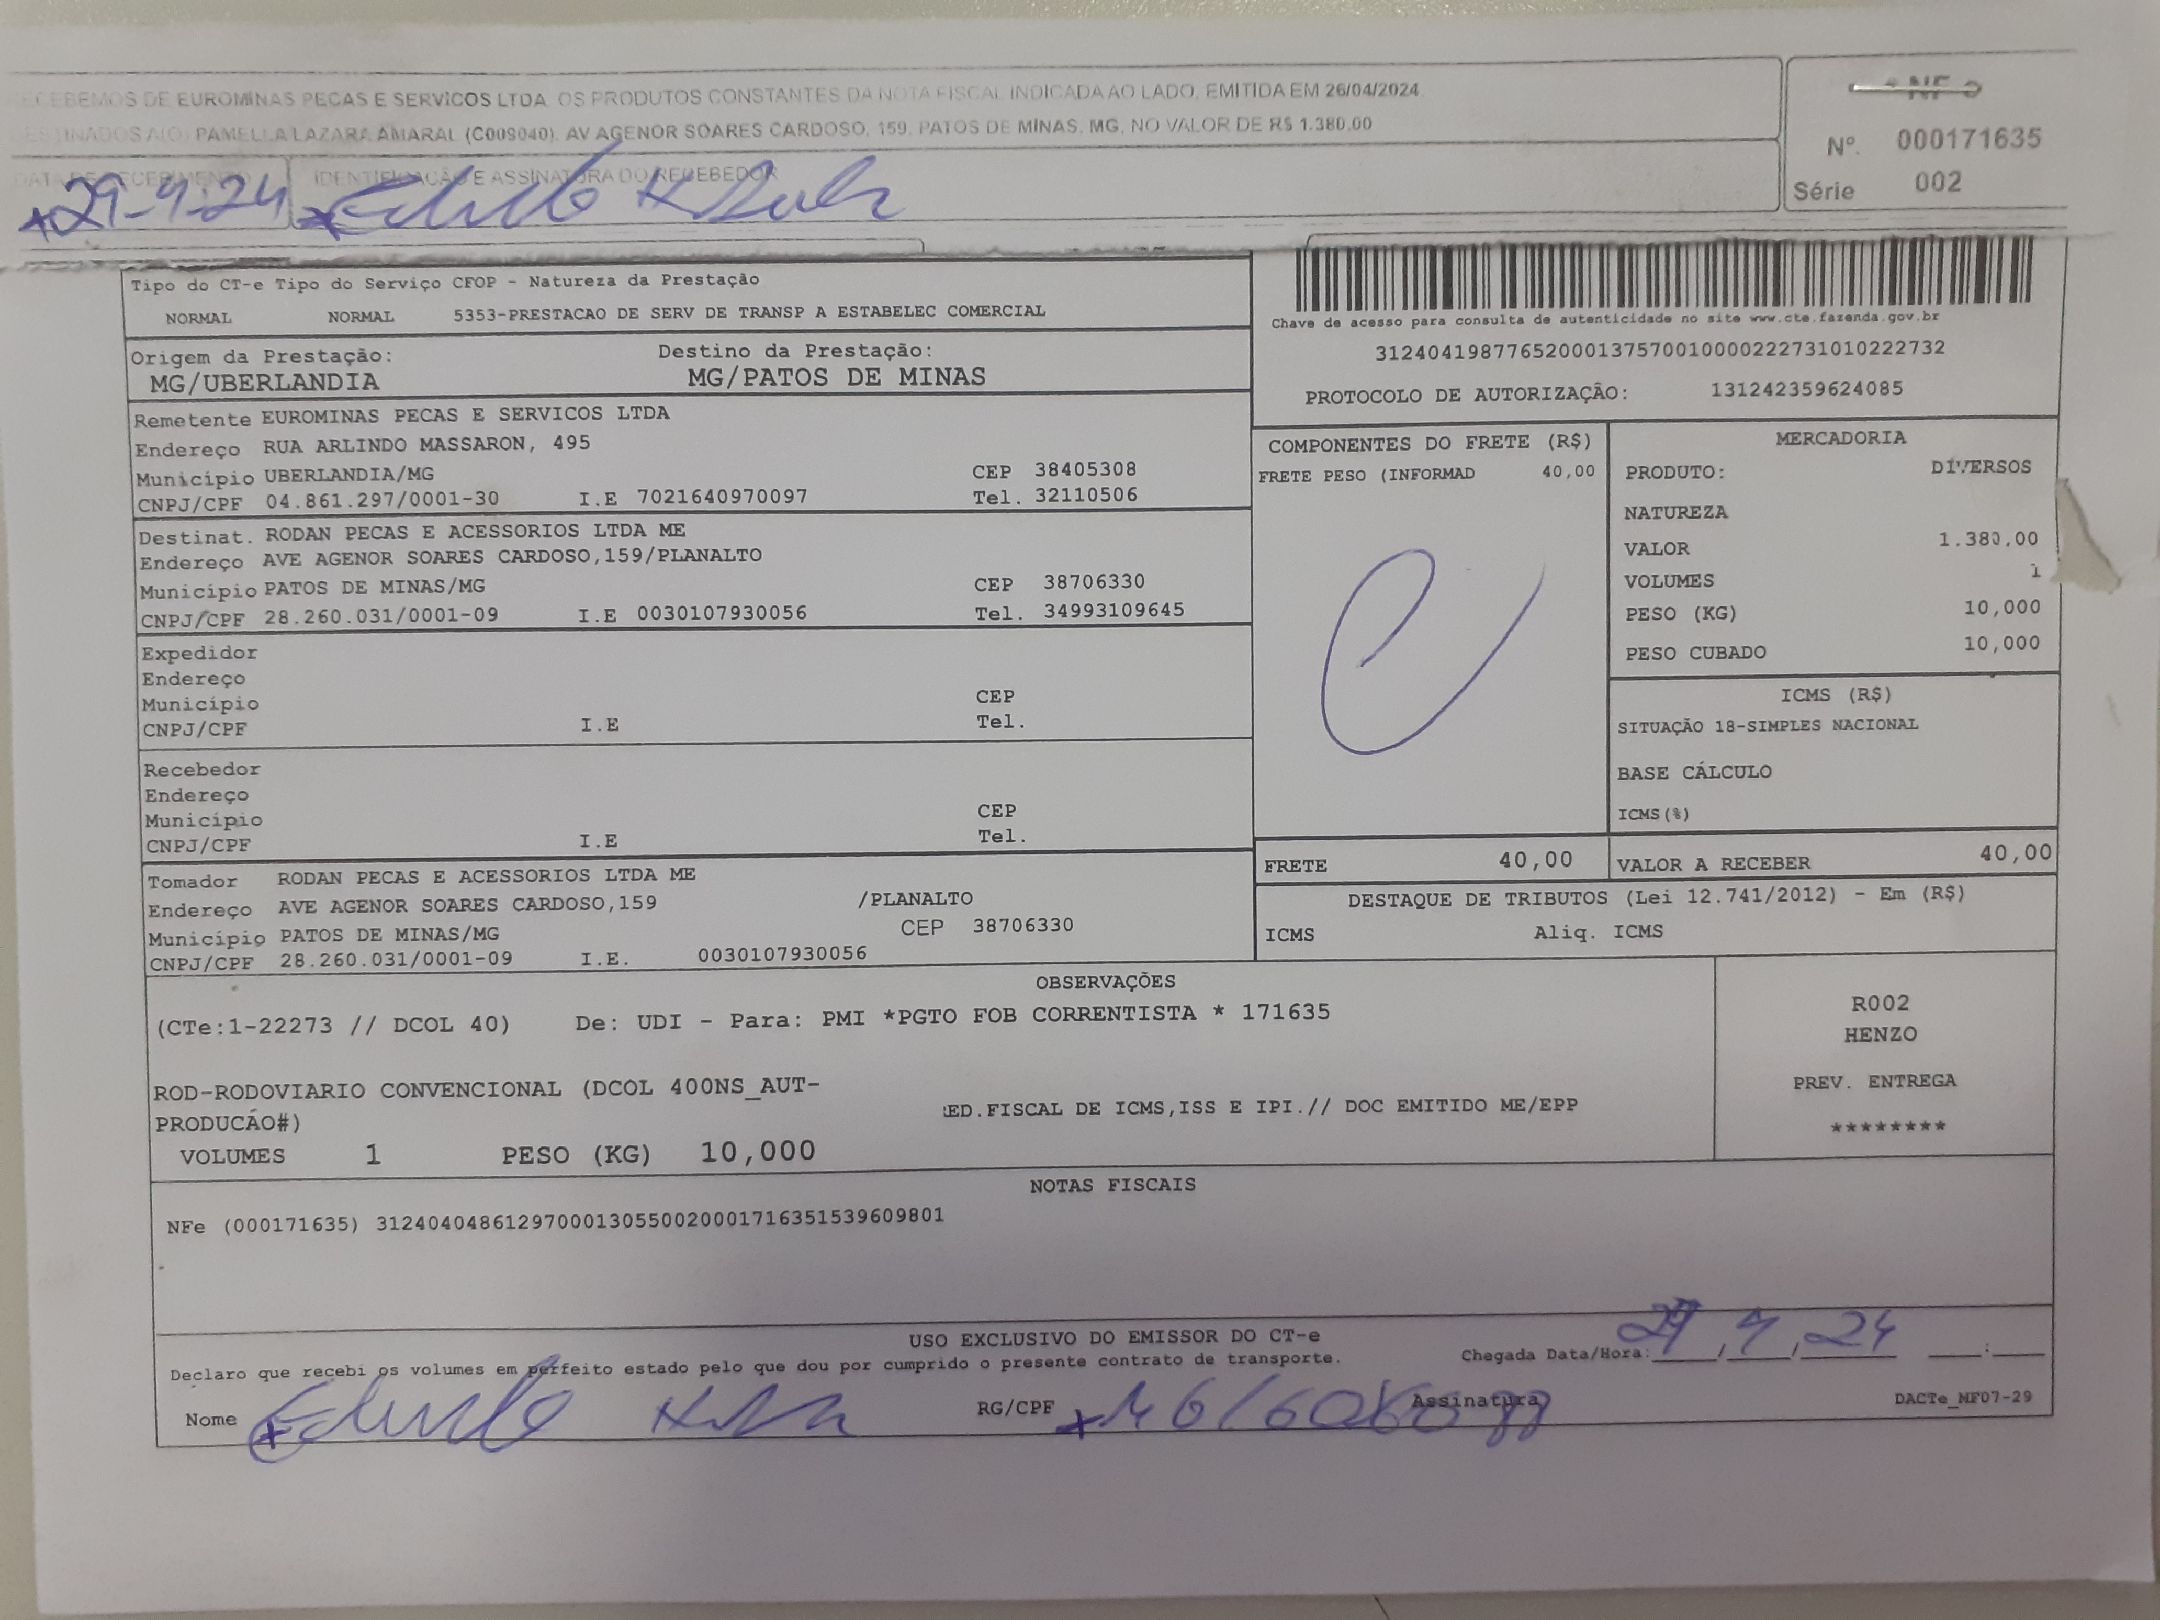 RECEBEMOS DE EUROMINAS PECAS E SERVICOS LTDA OS PRODUTOS CONSTANTES DA NOTA FISCAL INDICADA AO LADO, EMITIDA EM 26/04/2024
DESTINADOS A(O) PAMELLA LAZARA AMARAL (C009040), AV AGENOR SOARES CARDOSO, 159, PATOS DE MINAS, MG, NO VALOR DE R$ 1.380,00
DATA DE RECEBIMENTO IDENTIFICAÇÃO E ASSINATURA DO RECEBEDOR
29-4-24
Nº. 000171635
Série 002
Tipo do CT-e Tipo do Serviço CFOP - Natureza da Prestação
NORMAL NORMAL 5353-PRESTACAO DE SERV DE TRANSP A ESTABELEC COMERCIAL
Chave de acesso para consulta de autenticidade no site www.cte.fazenda.gov.br
31240419877652000137570010000222731010222732
PROTOCOLO DE AUTORIZAÇÃO: 131242359624085
Origem da Prestação: Destino da Prestação:
MG/UBERLANDIA MG/PATOS DE MINAS
Remetente EUROMINAS PECAS E SERVICOS LTDA
Endereço RUA ARLINDO MASSARON, 495
Município UBERLANDIA/MG CEP 38405308
CNPJ/CPF 04.861.297/0001-30 I.E 7021640970097 Tel. 32110506
Destinat. RODAN PECAS E ACESSORIOS LTDA ME
Endereço AVE AGENOR SOARES CARDOSO,159/PLANALTO
Município PATOS DE MINAS/MG CEP 38706330
CNPJ/CPF 28.260.031/0001-09 I.E 0030107930056 Tel. 34993109645
Expedidor
Endereço
Município CEP
CNPJ/CPF I.E Tel.
Recebedor
Endereço
Município CEP
CNPJ/CPF I.E Tel.
Tomador RODAN PECAS E ACESSORIOS LTDA ME
Endereço AVE AGENOR SOARES CARDOSO,159 /PLANALTO
Município PATOS DE MINAS/MG CEP 38706330
CNPJ/CPF 28.260.031/0001-09 I.E. 0030107930056
COMPONENTES DO FRETE (R$)
FRETE PESO (INFORMAD 40,00
MERCADORIA
PRODUTO: DIVERSOS
NATUREZA
VALOR 1.380,00
VOLUMES 1
PESO (KG) 10,000
PESO CUBADO 10,000
ICMS (R$)
SITUAÇÃO 18-SIMPLES NACIONAL
BASE CÁLCULO
ICMS(%)
FRETE 40,00 VALOR A RECEBER 40,00
DESTAQUE DE TRIBUTOS (Lei 12.741/2012) - Em (R$)
ICMS Aliq. ICMS
OBSERVAÇÕES
(CTe:1-22273 // DCOL 40) De: UDI - Para: PMI *PGTO FOB CORRENTISTA * 171635
ROD-RODOVIARIO CONVENCIONAL (DCOL 400NS_AUT-
PRODUCÃO#) ED.FISCAL DE ICMS,ISS E IPI.// DOC EMITIDO ME/EPP
VOLUMES 1 PESO (KG) 10,000
R002
HENZO
PREV. ENTREGA
********
NOTAS FISCAIS
NFe (000171635) 31240404861297000130550020001716351539609801
USO EXCLUSIVO DO EMISSOR DO CT-e
Declaro que recebi os volumes em perfeito estado pelo que dou por cumprido o presente contrato de transporte. Chegada Data/Hora: 29/4/24 :
Nome RG/CPF Assinatura DACTe_MF07-29